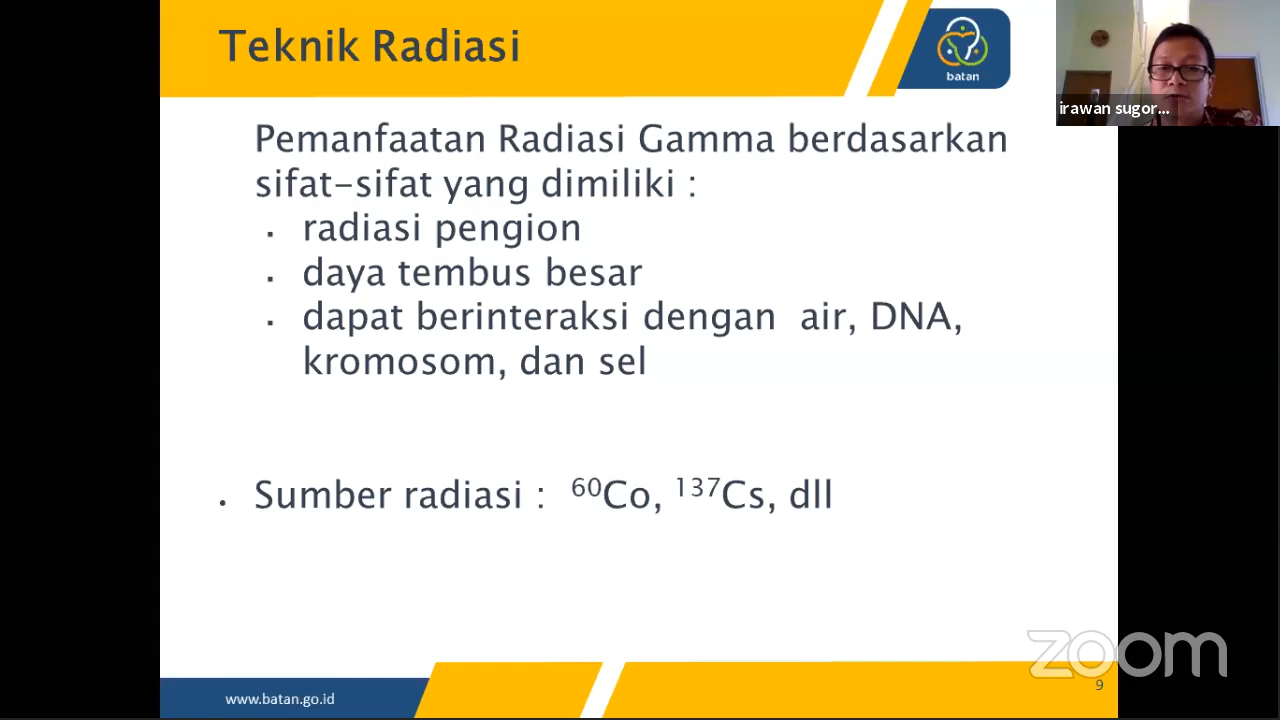 Teknik Radiasi
batan
irawan sugor...
Pemanfaatan Radiasi Gamma berdasarkan
sifat-sifat yang dimiliki :
▪ radiasi pengion
▪ daya tembus besar
▪ dapat berinteraksi dengan air, DNA,
kromosom, dan sel
• Sumber radiasi : ⁶⁰Co, ¹³⁷Cs, dll
zoom
www.batan.go.id
9